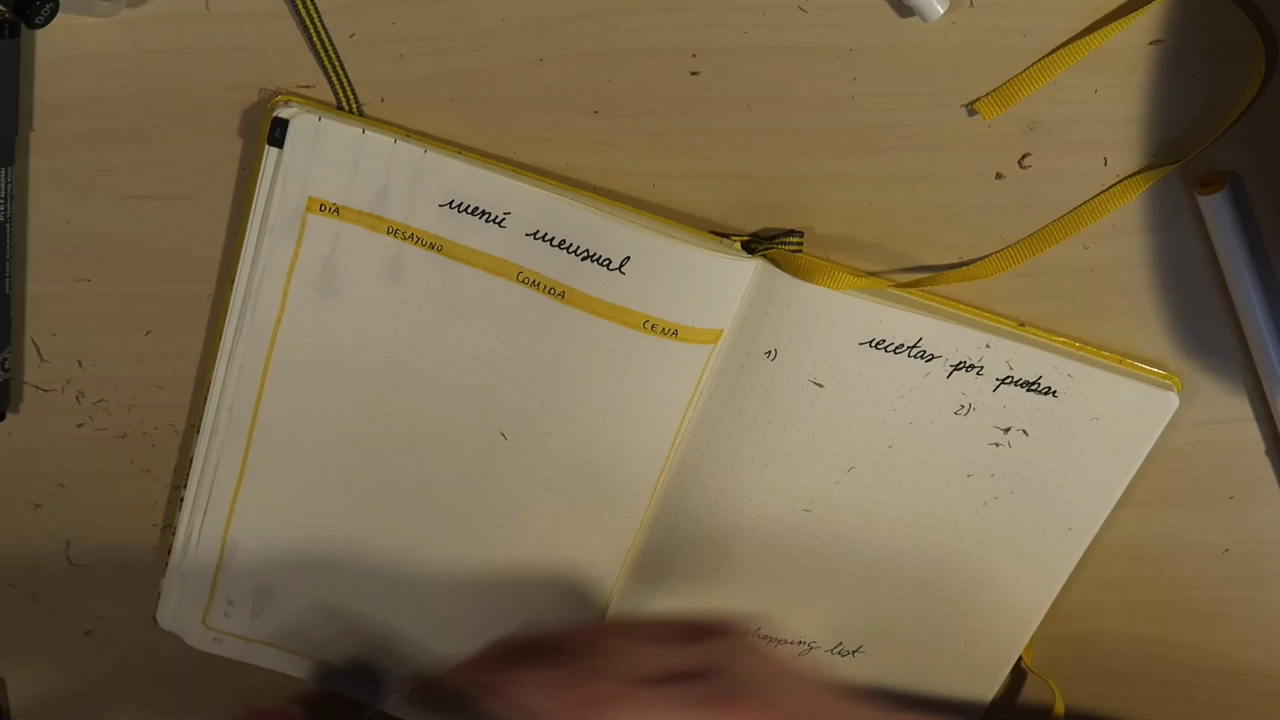 menú mensual
DÍA DESAYUNO COMIDA CENA
recetas por probar
1)
2)
shopping list